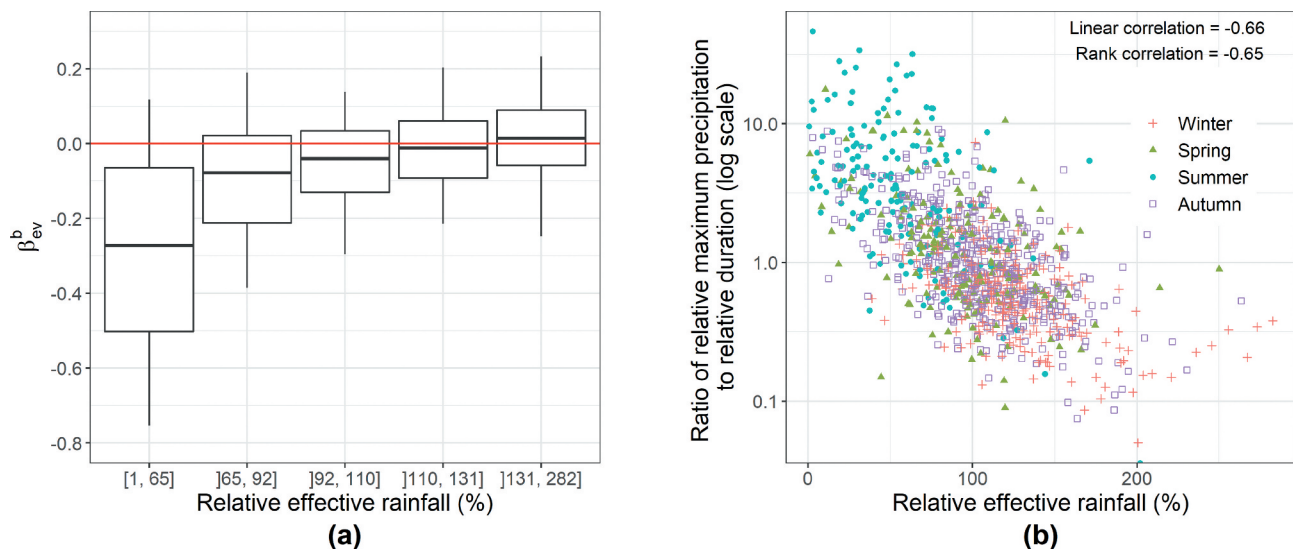 0.2
0.0
-0.2
-0.4
-0.6
-0.8
β^b_ev
[1, 65] ]65, 92] ]92, 110] ]110, 131] ]131, 282]
Relative effective rainfall (%)
(a)
Linear correlation = -0.66
Rank correlation = -0.65
Winter
Spring
Summer
Autumn
10.0
1.0
0.1
Ratio of relative maximum precipitation
to relative duration (log scale)
0 100 200
Relative effective rainfall (%)
(b)